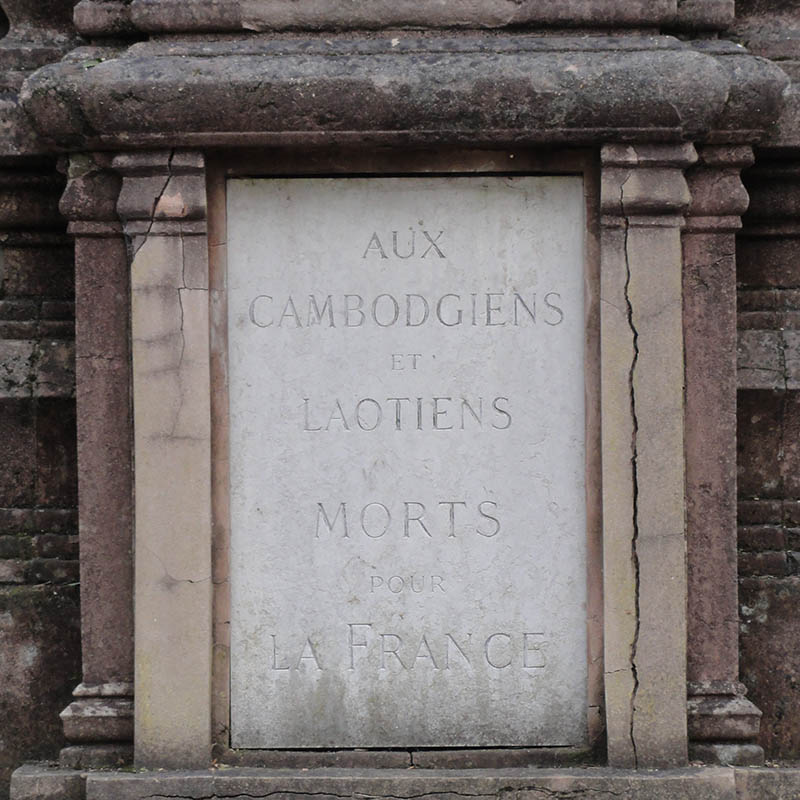 AUX
CAMBODGIENS
ET
LAOTIENS
MORTS
POUR
LA FRANCE